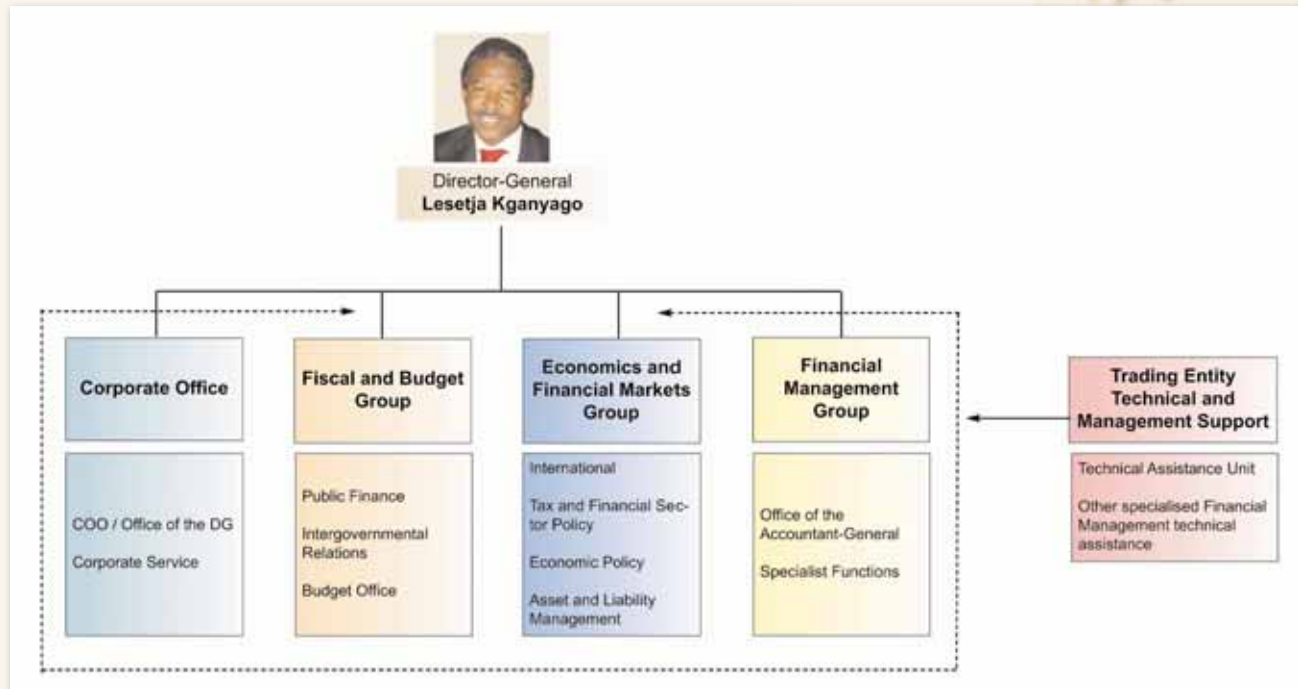 Director-General
Lesetja Kganyago
Corporate Office
COO / Office of the DG
Corporate Service
Fiscal and Budget
Group
Public Finance
Intergovernmental
Relations
Budget Office
Economics and
Financial Markets
Group
International
Tax and Financial Sec-
tor Policy
Economic Policy
Asset and Liability
Management
Financial
Management
Group
Office of the
Accountant-General
Specialist Functions
Trading Entity
Technical and
Management Support
Technical Assistance Unit
Other specialised Financial
Management technical
assistance